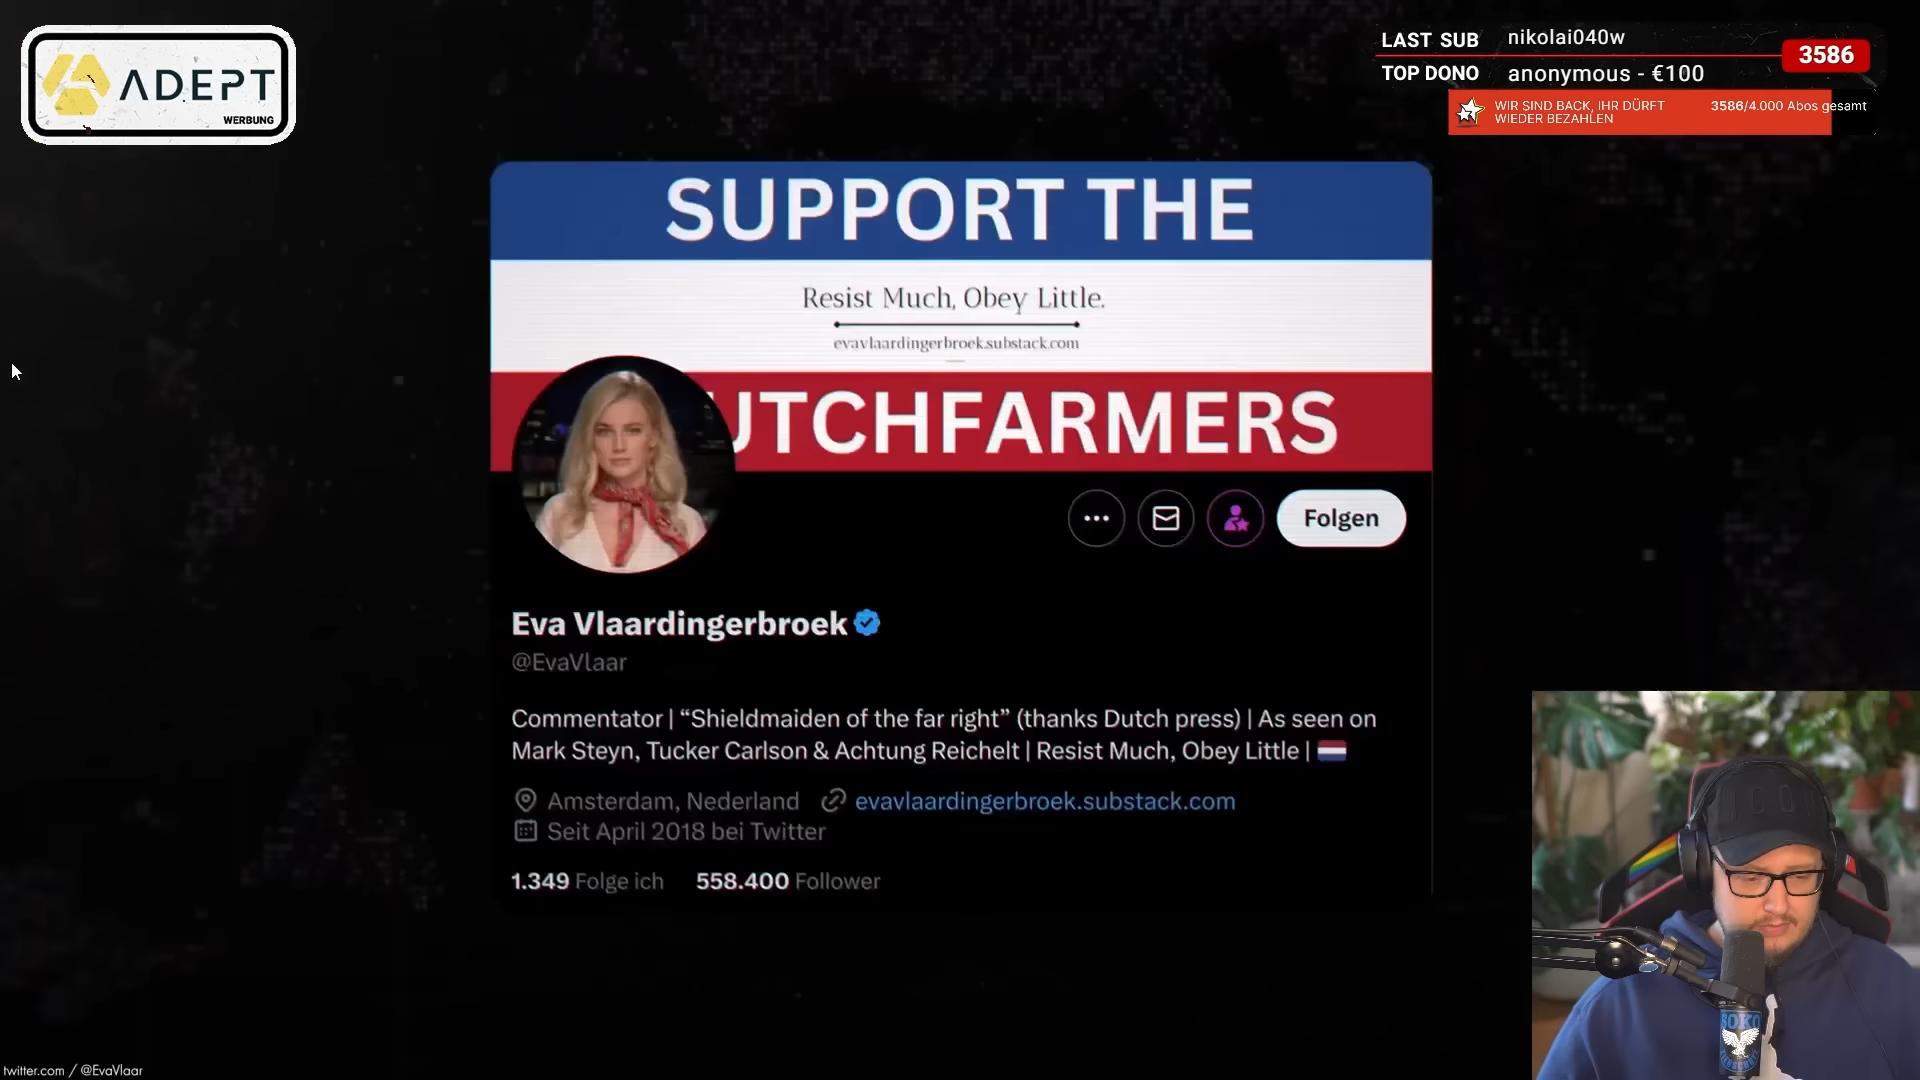 ADEPT
WERBUNG
LAST SUB nikolai040w
TOP DONO anonymous - €100
3586
WIR SIND BACK, IHR DÜRFT
WIEDER BEZAHLEN
3586/4.000 Abos gesamt
SUPPORT THE
Resist Much, Obey Little.
evavlaardingerbroek.substack.com
UTCHFARMERS
Folgen
Eva Vlaardingerbroek
@EvaVlaar
Commentator | “Shieldmaiden of the far right” (thanks Dutch press) | As seen on
Mark Steyn, Tucker Carlson & Achtung Reichelt | Resist Much, Obey Little |
Amsterdam, Nederland evavlaardingerbroek.substack.com
Seit April 2018 bei Twitter
1.349 Folge ich 558.400 Follower
SOKO
twitter.com / @EvaVlaar